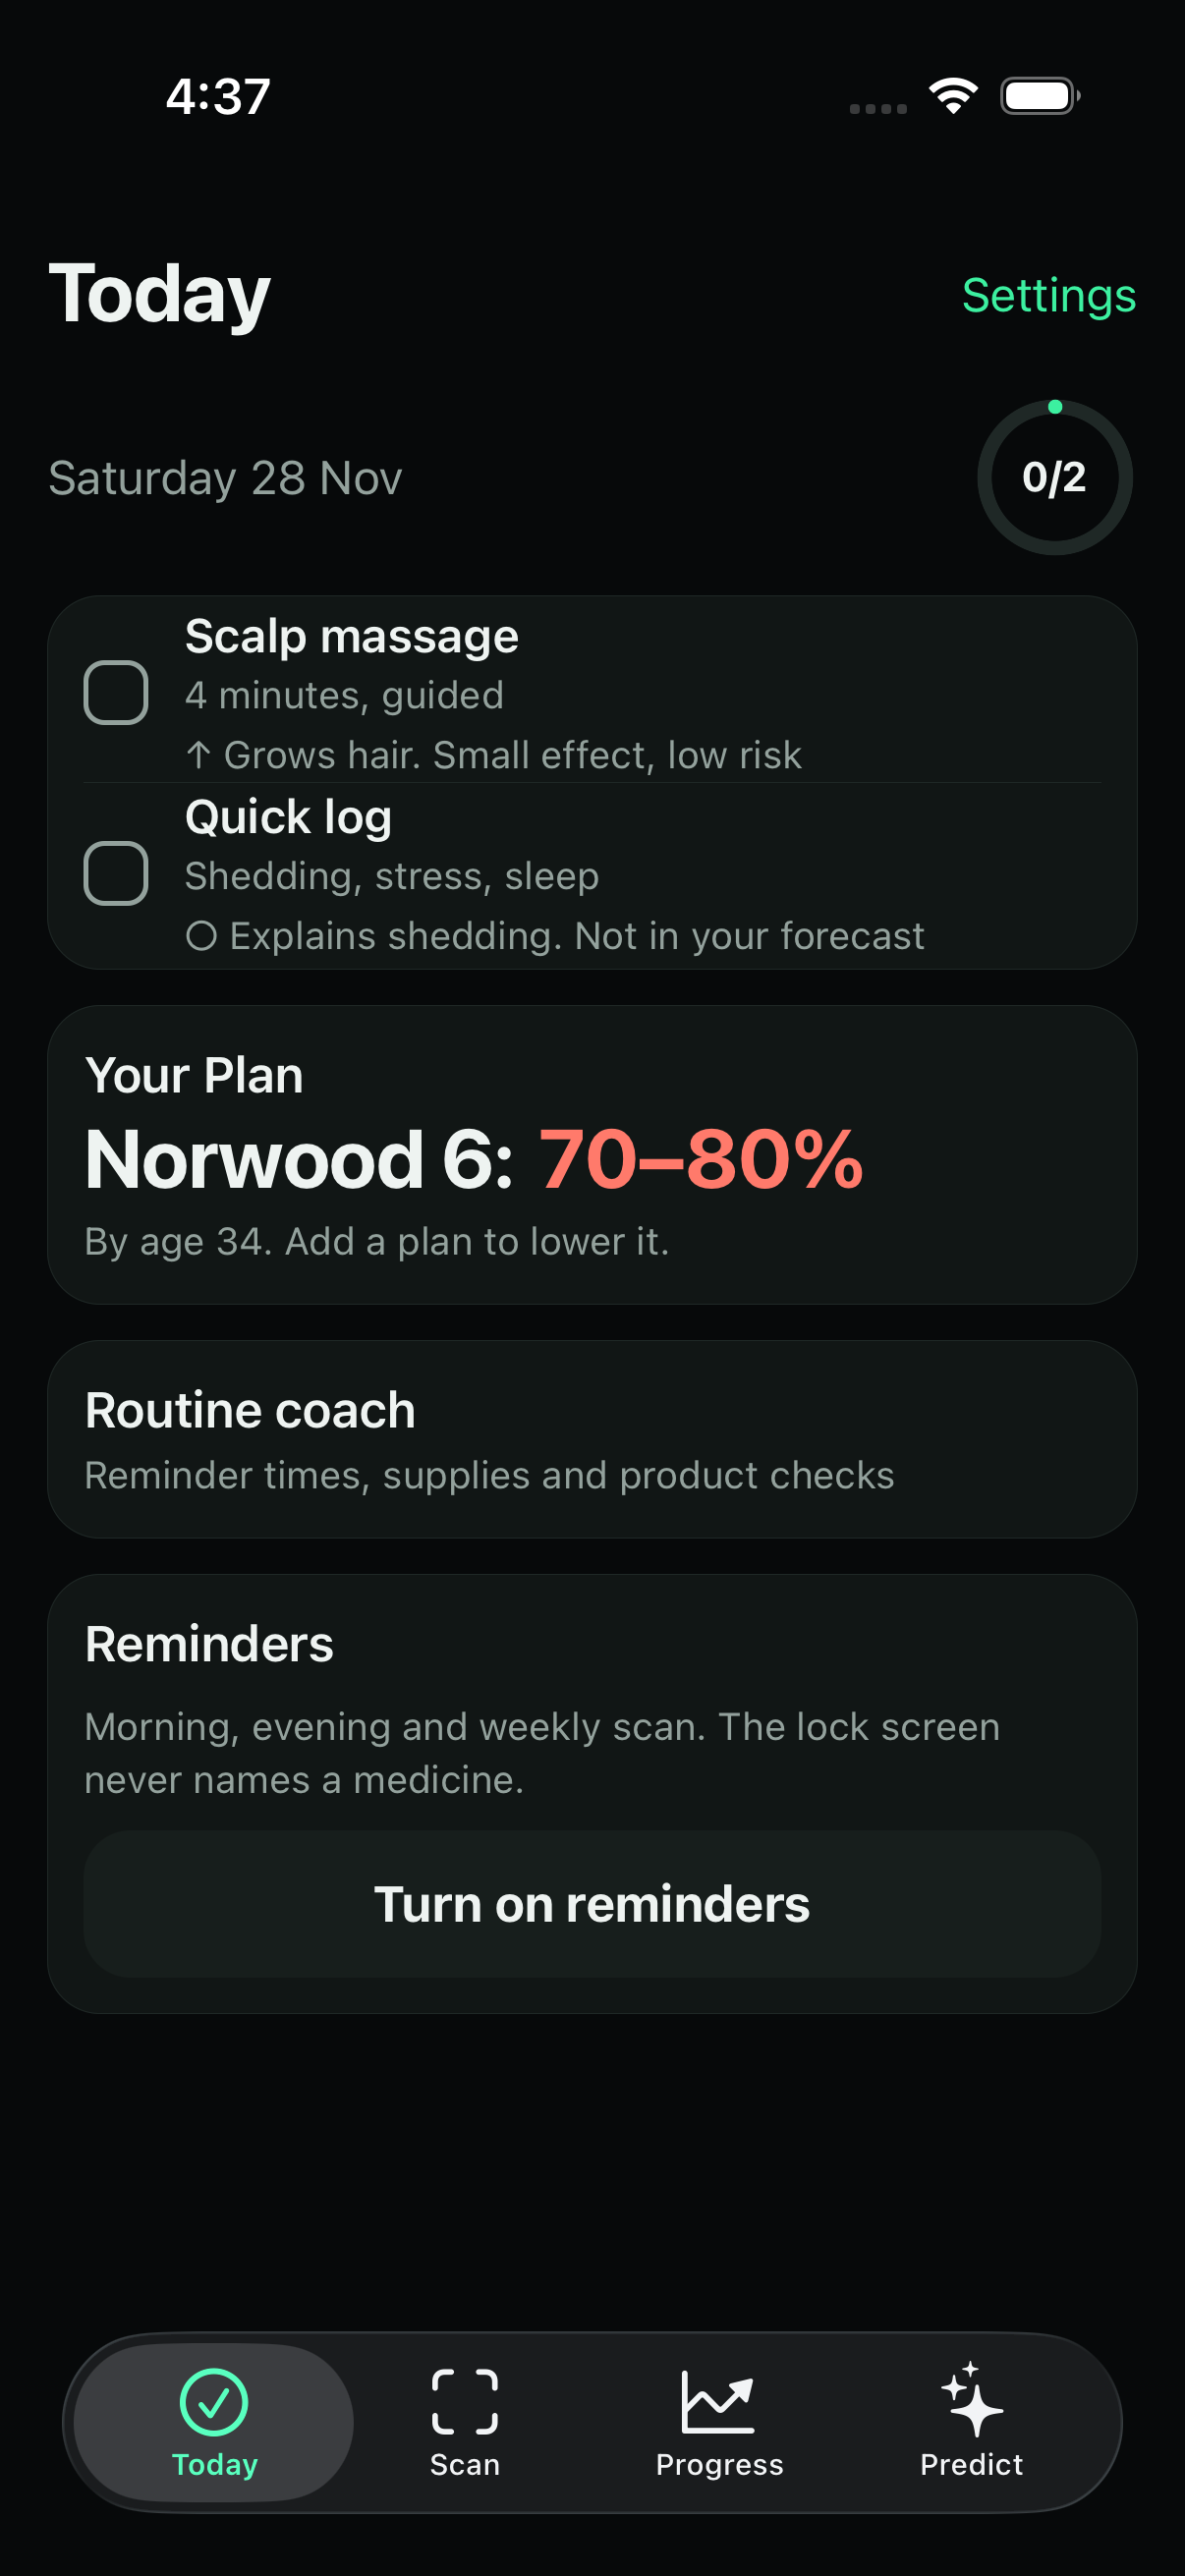 4:37
Today
Settings
Saturday 28 Nov
0/2
Scalp massage
4 minutes, guided
↑ Grows hair. Small effect, low risk
Quick log
Shedding, stress, sleep
○ Explains shedding. Not in your forecast
Your Plan
Norwood 6: 70–80%
By age 34. Add a plan to lower it.
Routine coach
Reminder times, supplies and product checks
Reminders
Morning, evening and weekly scan. The lock screen
never names a medicine.
Turn on reminders
Today
Scan
Progress
Predict